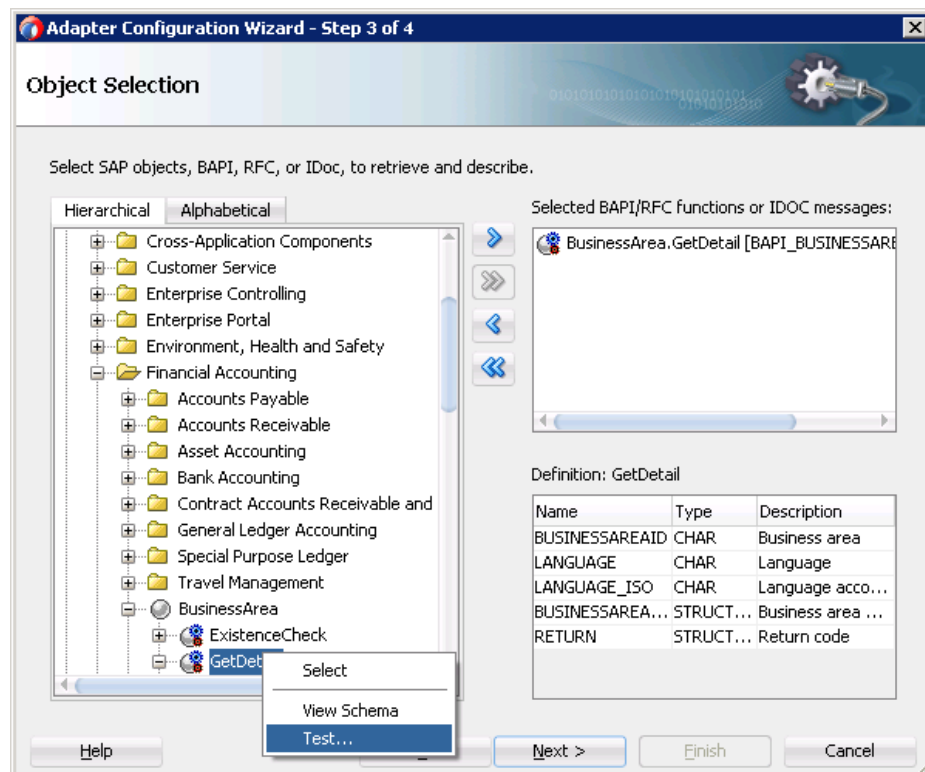 Adapter Configuration Wizard - Step 3 of 4
Object Selection
Select SAP objects, BAPI, RFC, or IDoc, to retrieve and describe.
Hierarchical Alphabetical
Cross-Application Components
Customer Service
Enterprise Controlling
Enterprise Portal
Environment, Health and Safety
Financial Accounting
Accounts Payable
Accounts Receivable
Asset Accounting
Bank Accounting
Contract Accounts Receivable and
General Ledger Accounting
Special Purpose Ledger
Travel Management
BusinessArea
ExistenceCheck
GetDet
Select
View Schema
Test...
Selected BAPI/RFC functions or IDOC messages:
BusinessArea.GetDetail [BAPI_BUSINESSARE
Definition: GetDetail
Name Type Description
BUSINESSAREAID CHAR Business area
LANGUAGE CHAR Language
LANGUAGE_ISO CHAR Language acco...
BUSINESSAREA... STRUCT... Business area ...
RETURN STRUCT... Return code
Help Next > Finish Cancel